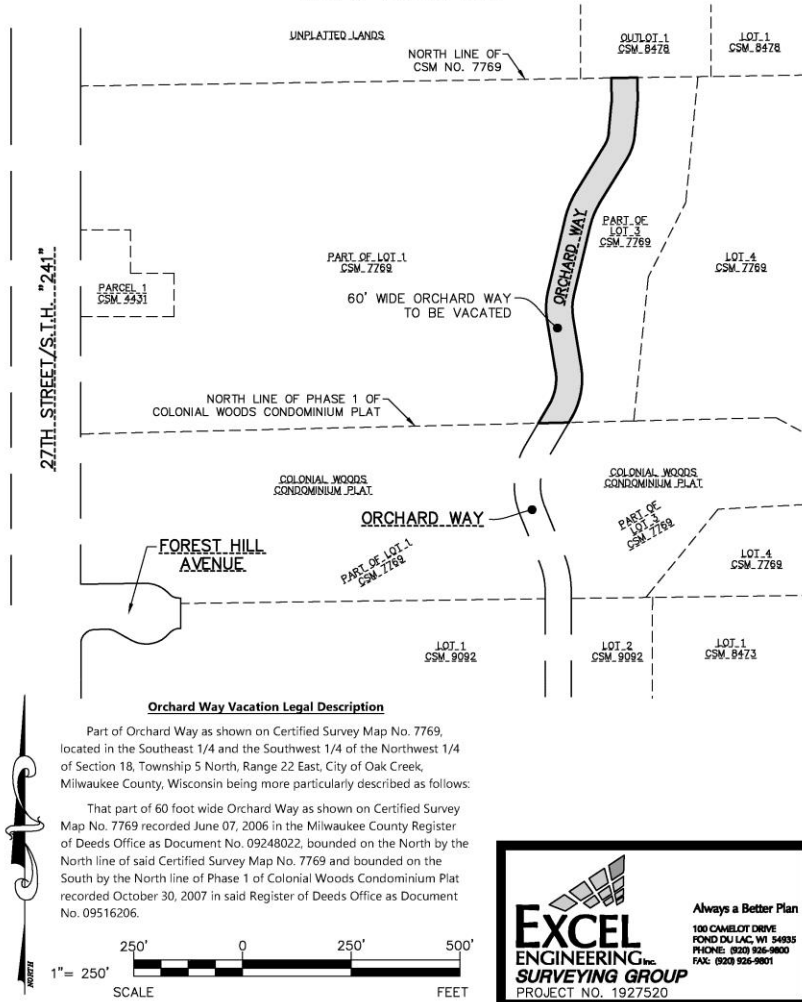 UNPLATTED LANDS
NORTH LINE OF
CSM NO. 7769
OUTLOT 1
CSM 8478
LOT 1
CSM 8478
27TH STREET/S.T.H. "241"
PARCEL 1
CSM 4431
PART OF LOT 1
CSM 7769
ORCHARD WAY
PART OF
LOT 3
CSM 7769
LOT 4
CSM 7769
60' WIDE ORCHARD WAY
TO BE VACATED
NORTH LINE OF PHASE 1 OF
COLONIAL WOODS CONDOMINIUM PLAT
COLONIAL WOODS
CONDOMINIUM PLAT
COLONIAL WOODS
CONDOMINIUM PLAT
ORCHARD WAY
PART OF
LOT 3
CSM 7769
FOREST HILL
AVENUE
PART OF LOT 1
CSM 7769
LOT 4
CSM 7769
LOT 1
CSM 9092
LOT 2
CSM 9092
LOT 1
CSM 8473
Orchard Way Vacation Legal Description
Part of Orchard Way as shown on Certified Survey Map No. 7769,
located in the Southeast 1/4 and the Southwest 1/4 of the Northwest 1/4
of Section 18, Township 5 North, Range 22 East, City of Oak Creek,
Milwaukee County, Wisconsin being more particularly described as follows:
That part of 60 foot wide Orchard Way as shown on Certified Survey
Map No. 7769 recorded June 07, 2006 in the Milwaukee County Register
of Deeds Office as Document No. 09248022, bounded on the North by the
North line of said Certified Survey Map No. 7769 and bounded on the
South by the North line of Phase 1 of Colonial Woods Condominium Plat
recorded October 30, 2007 in said Register of Deeds Office as Document
No. 09516206.
NORTH
250' 0 250' 500'
1"= 250'
SCALE FEET
EXCEL
ENGINEERING Inc.
SURVEYING GROUP
PROJECT NO. 1927520
Always a Better Plan
100 CAMELOT DRIVE
FOND DU LAC, WI 54935
PHONE: (920) 926-9800
FAX: (920) 926-9801